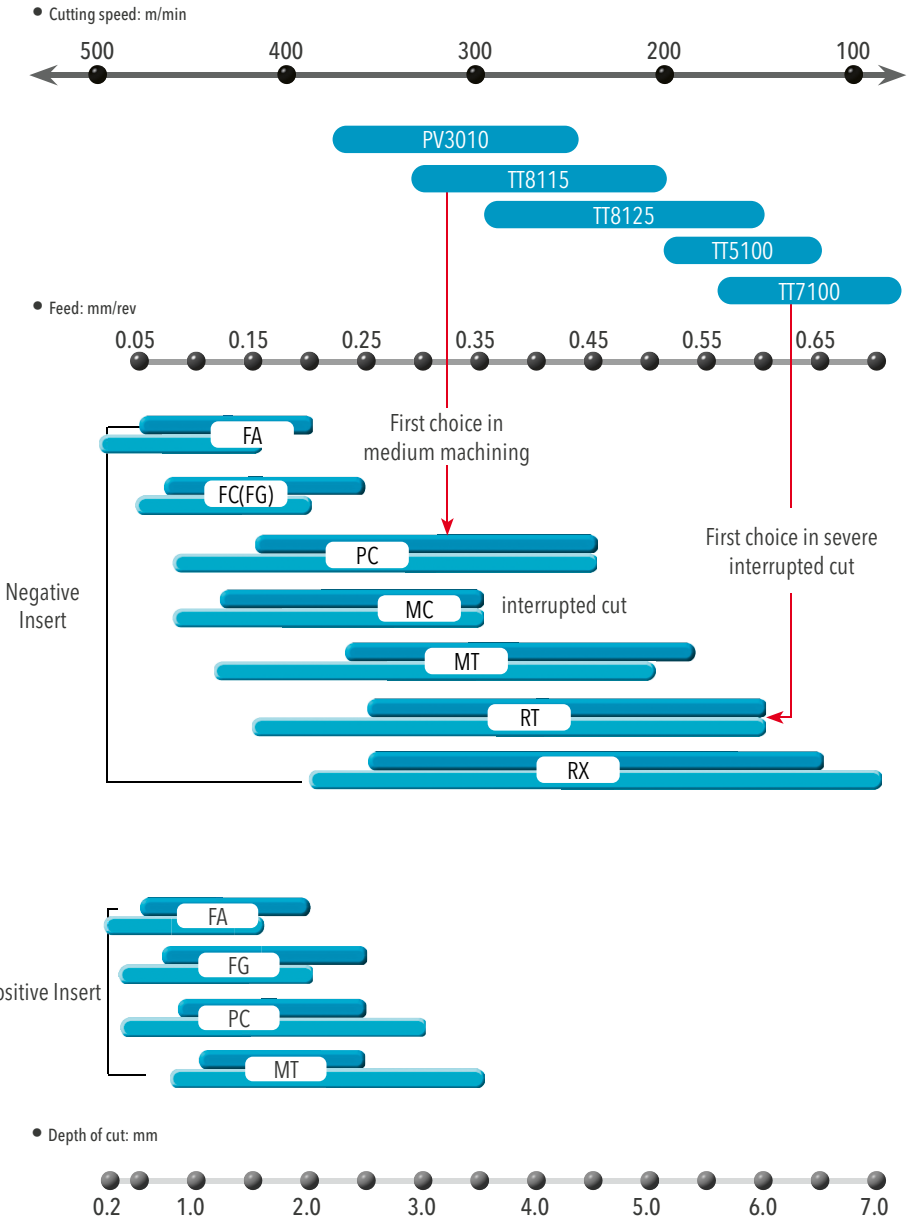 ● Cutting speed: m/min
500 400 300 200 100
PV3010
TT8115
TT8125
TT5100
TT7100
● Feed: mm/rev
0.05 0.15 0.25 0.35 0.45 0.55 0.65
First choice in
medium machining
First choice in severe
interrupted cut
Negative
Insert
FA
FC(FG)
PC
MC
interrupted cut
MT
RT
RX
ositive Insert
FA
FG
PC
MT
● Depth of cut: mm
0.2 1.0 2.0 3.0 4.0 5.0 6.0 7.0